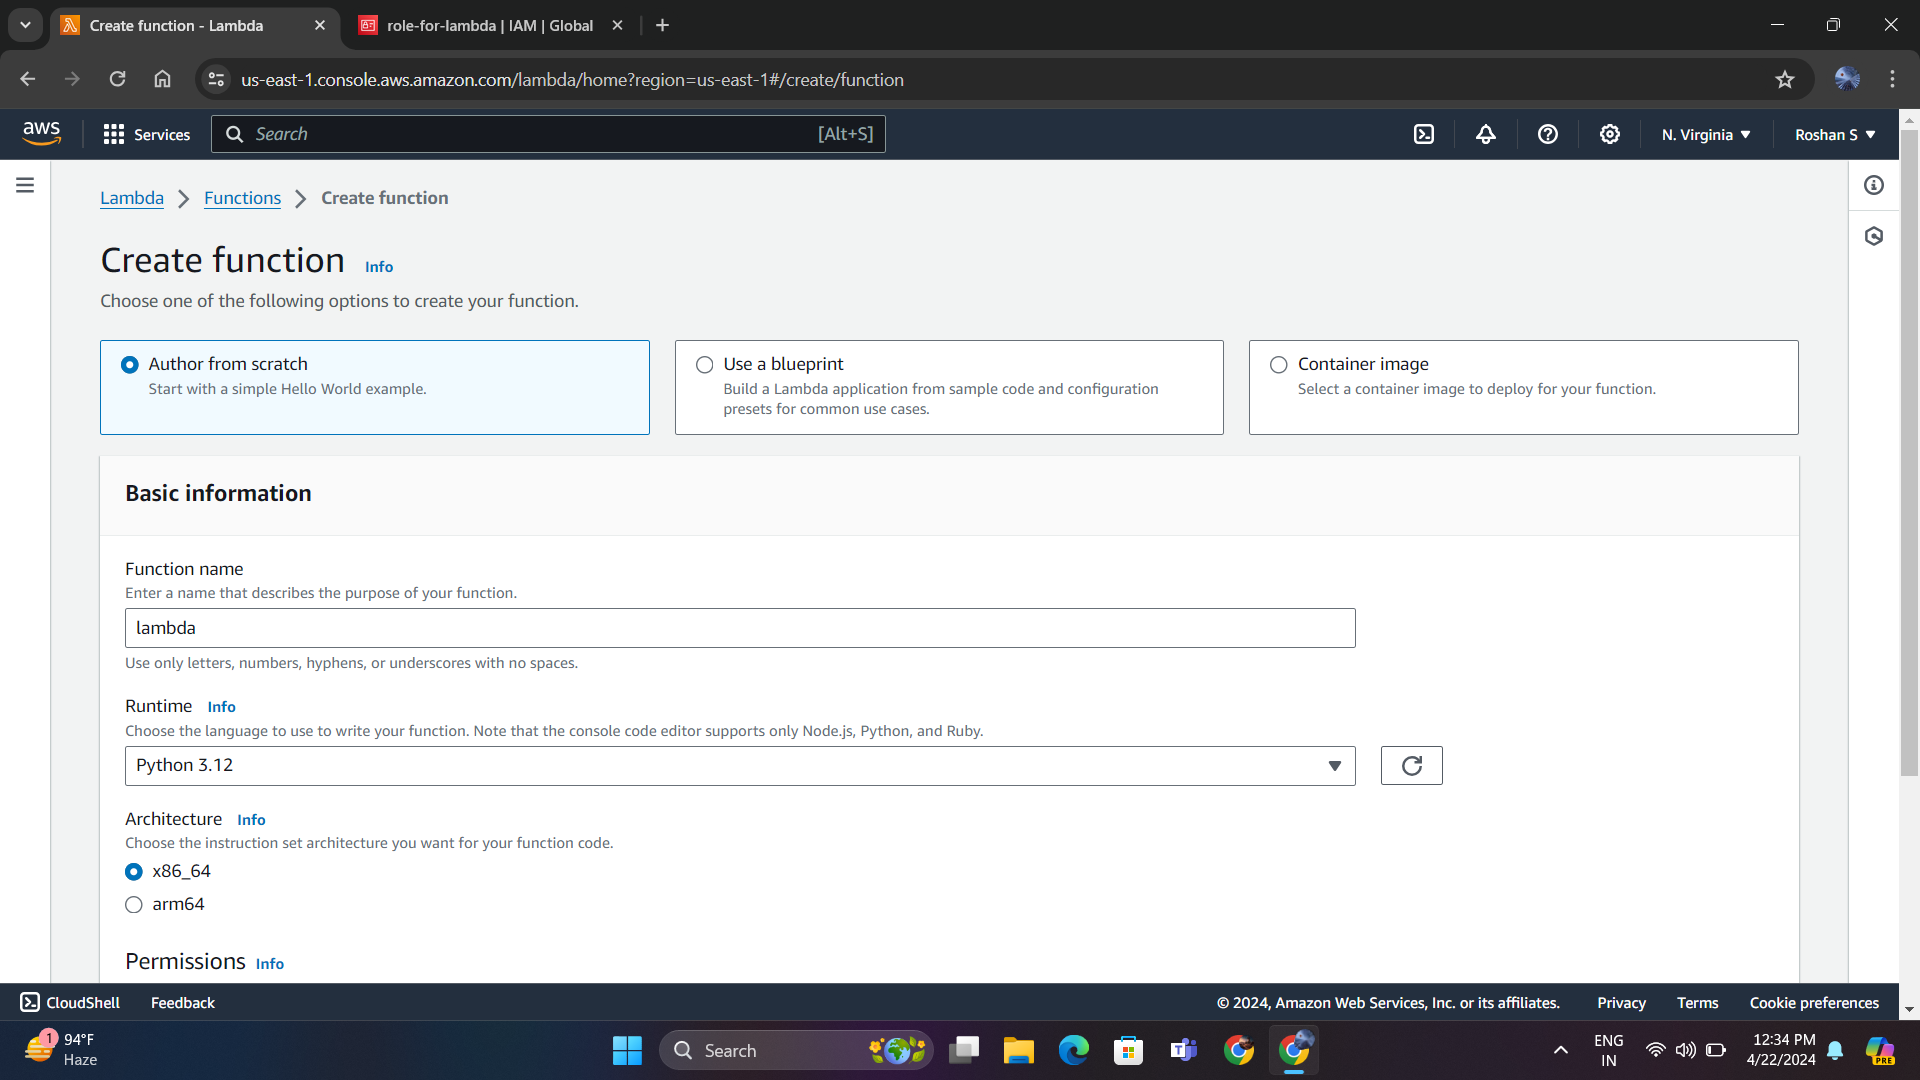 Create function - Lambda
role-for-lambda | IAM | Global
us-east-1.console.aws.amazon.com/lambda/home?region=us-east-1#/create/function
aws
Services
Search
[Alt+S]
N. Virginia
Roshan S
Lambda
Functions
Create function
Create function
Info
Choose one of the following options to create your function.
Author from scratch
Start with a simple Hello World example.
Use a blueprint
Build a Lambda application from sample code and configuration
presets for common use cases.
Container image
Select a container image to deploy for your function.
Basic information
Function name
Enter a name that describes the purpose of your function.
lambda
Use only letters, numbers, hyphens, or underscores with no spaces.
Runtime Info
Choose the language to use to write your function. Note that the console code editor supports only Node.js, Python, and Ruby.
Python 3.12
Architecture Info
Choose the instruction set architecture you want for your function code.
x86_64
arm64
Permissions Info
CloudShell
Feedback
© 2024, Amazon Web Services, Inc. or its affiliates.
Privacy
Terms
Cookie preferences
1
94°F
Haze
Search
ENG
IN
12:34 PM
4/22/2024
PRE